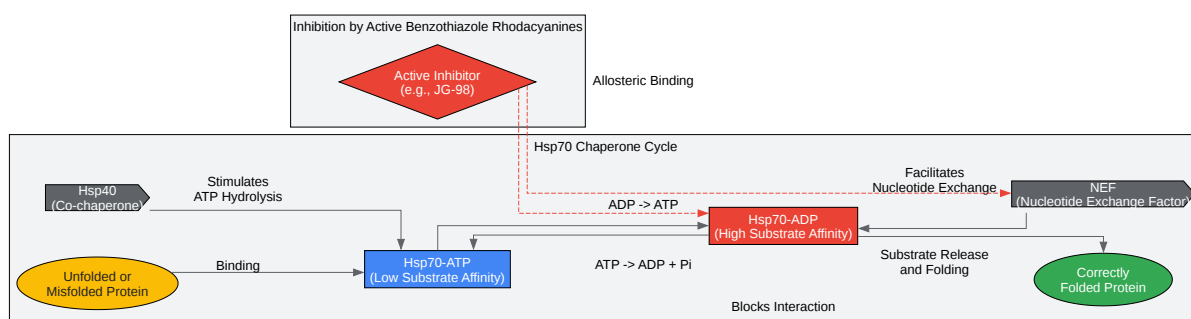 Inhibition by Active Benzothiazole Rhodacyanines
Active Inhibitor
(e.g., JG-98)
Allosteric Binding
Hsp70 Chaperone Cycle
Hsp40
(Co-chaperone)
Stimulates
ATP Hydrolysis
Facilitates
Nucleotide Exchange
NEF
(Nucleotide Exchange Factor)
ADP -> ATP
Hsp70-ADP
(High Substrate Affinity)
Unfolded or
Misfolded Protein
Binding
Hsp70-ATP
(Low Substrate Affinity)
ATP -> ADP + Pi
Substrate Release
and Folding
Correctly
Folded Protein
Blocks Interaction